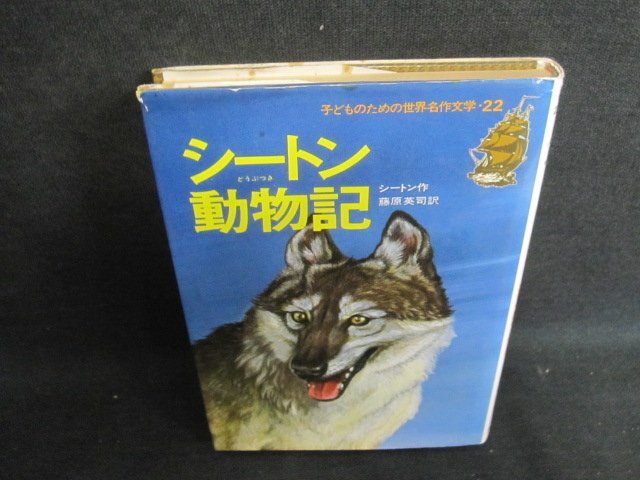 子どものための世界名作文学・22
シートン
どうぶつき
動物記
シートン作
藤原英司訳